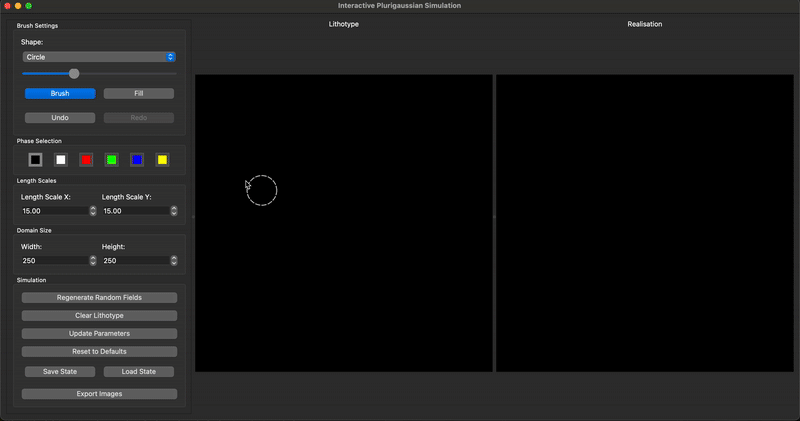 Interactive Plurigaussian Simulation
Brush Settings
Shape:
Circle
Brush Fill
Undo Redo
Phase Selection
Length Scales
Length Scale X: Length Scale Y:
15.00 15.00
Domain Size
Width: Height:
250 250
Simulation
Regenerate Random Fields
Clear Lithotype
Update Parameters
Reset to Defaults
Save State Load State
Export Images
Lithotype Realisation